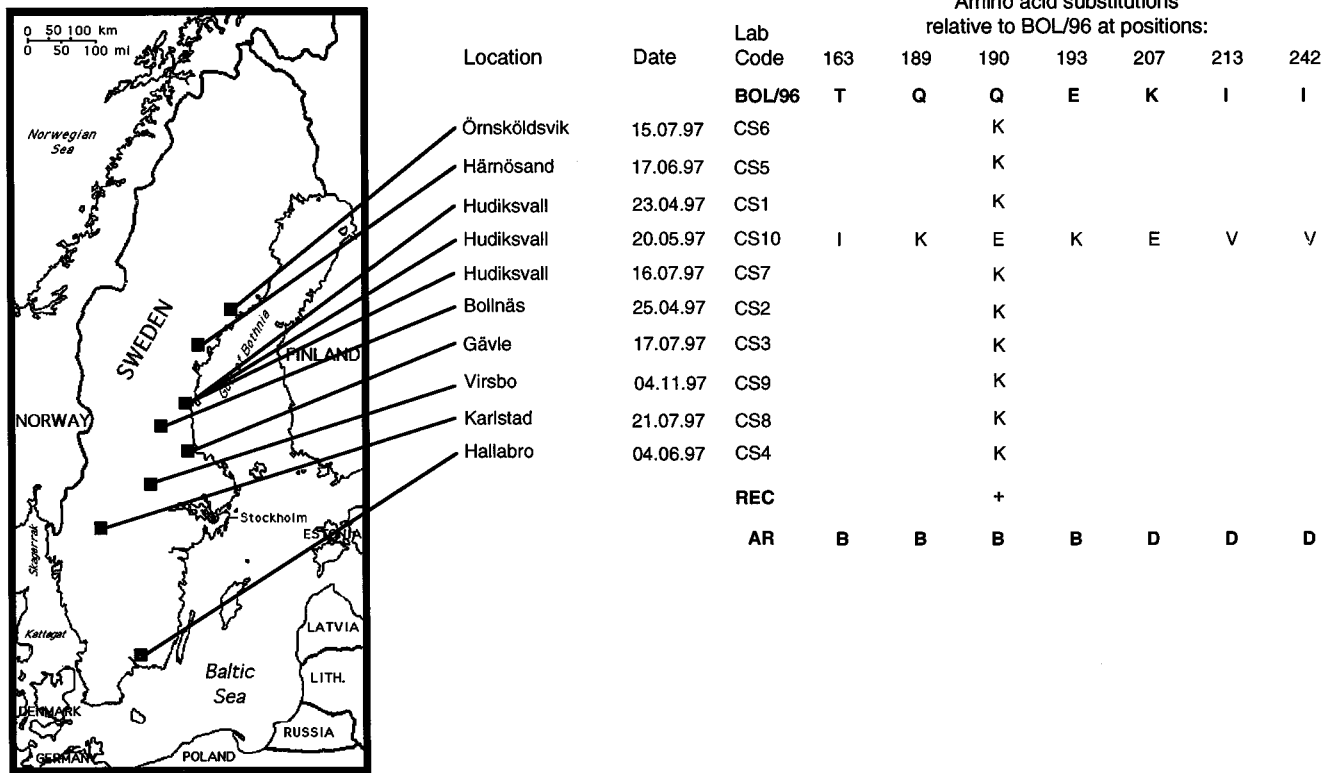 0 50 100 km
0 50 100 mi
Norwegian
Sea
SWEDEN
Gulf of Bothnia
FINLAND
NORWAY
Stockholm
ESTONIA
Skagerrak
Kattegat
LATVIA
Baltic
Sea
LITH.
DENMARK
RUSSIA
GERMANY
POLAND
Amino acid substitutions
relative to BOL/96 at positions:
Location Date Lab Code 163 189 190 193 207 213 242
BOL/96 T Q Q E K I I
Örnsköldsvik 15.07.97 CS6 K
Härnösand 17.06.97 CS5 K
Hudiksvall 23.04.97 CS1 K
Hudiksvall 20.05.97 CS10 I K E K E V V
Hudiksvall 16.07.97 CS7 K
Bollnäs 25.04.97 CS2 K
Gävle 17.07.97 CS3 K
Virsbo 04.11.97 CS9 K
Karlstad 21.07.97 CS8 K
Hallabro 04.06.97 CS4 K
REC +
AR B B B B D D D